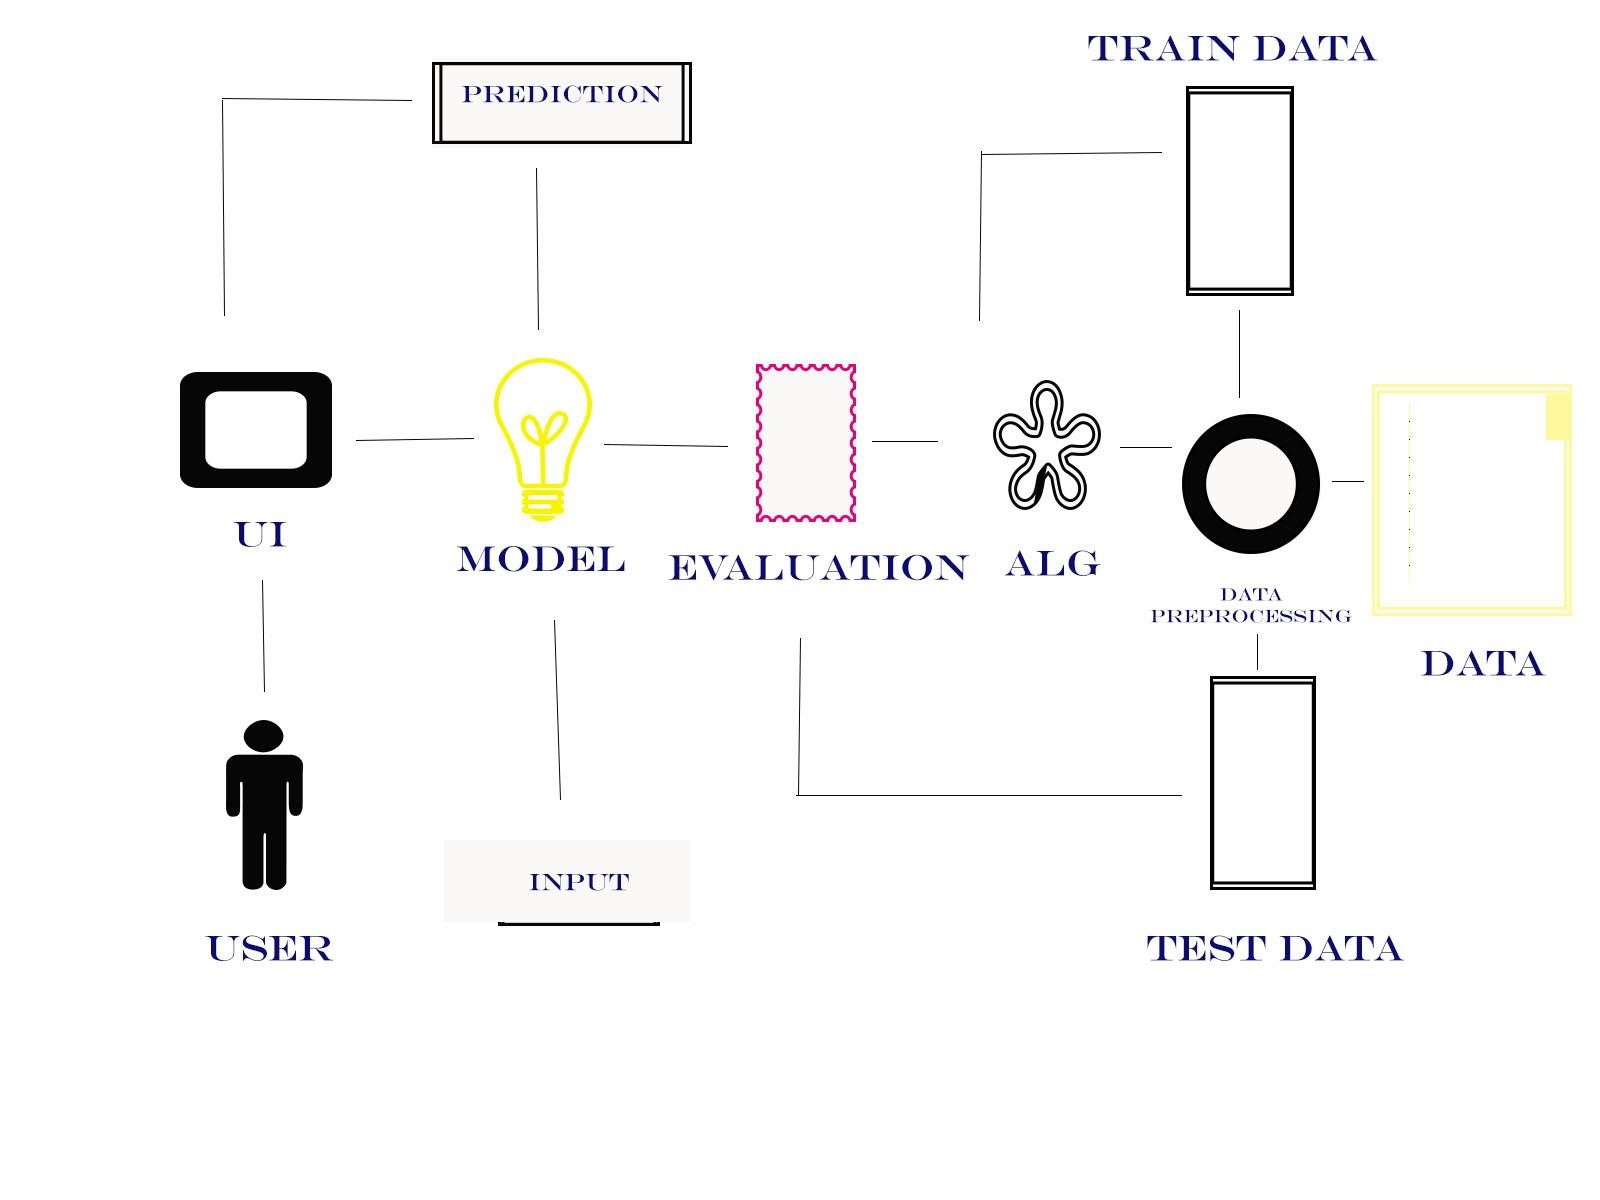 TRAIN DATA
PREDICTION
UI
MODEL
EVALUATION
ALG
DATA
PREPROCESSING
DATA
INPUT
USER
TEST DATA